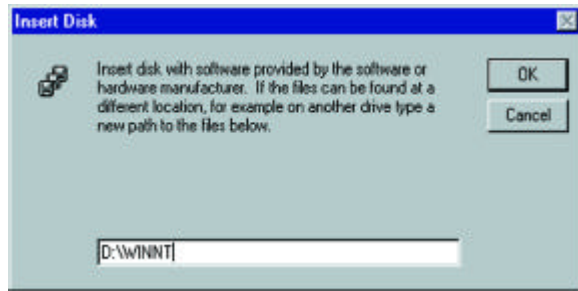 Insert Disk
Insert disk with software provided by the software or
hardware manufacturer. If the files can be found at a
different location, for example on another drive type a
new path to the files below.
OK
Cancel
D:\WINNT